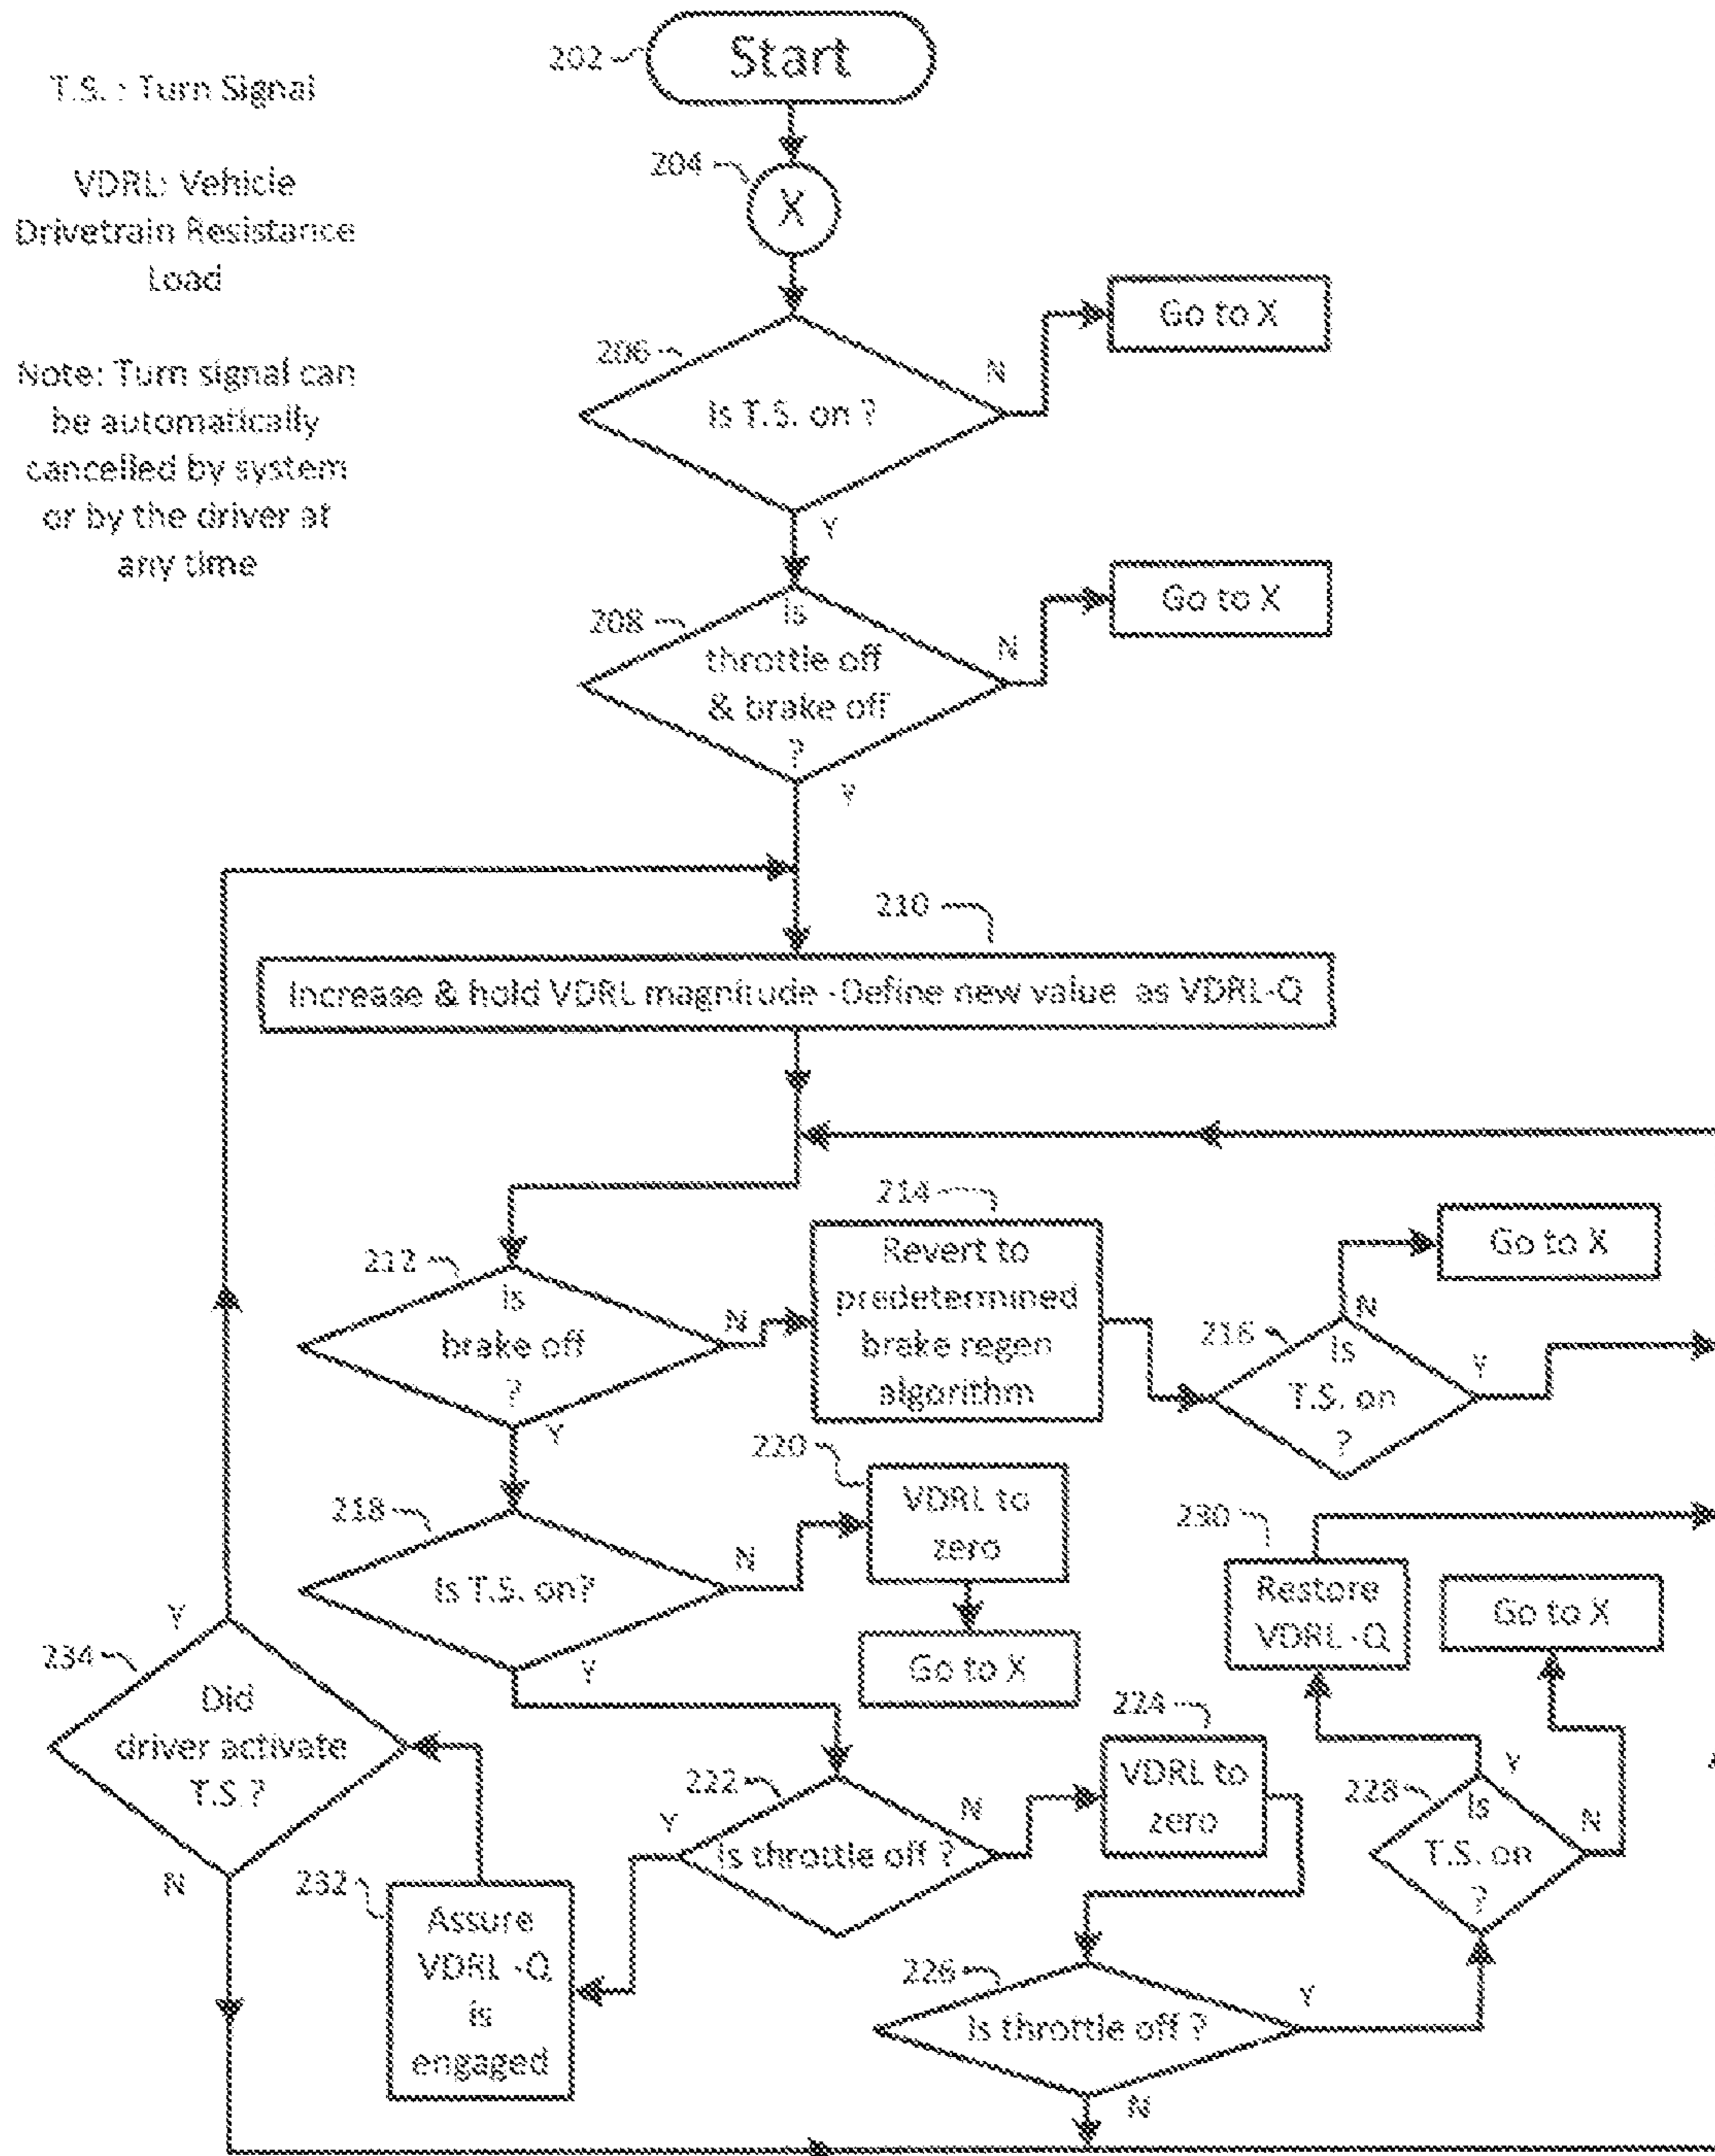 202
Start
T.S. : Turn Signal
204
X
VDRL: Vehicle
Drivetrain Resistance
Load
Go to X
206
N
Is T.S. on ?
Note: Turn signal can
be automatically
cancelled by system
or by the driver at
any time
Y
Go to X
208
Is
throttle off
& brake off
?
N
Y
210
Increase & hold VDRL magnitude -Define new value as VDRL-Q
214
Revert to
predetermined
brake regen
algorithm
Go to X
212
Is
brake off
?
N
Y
216
N
Is
T.S. on
?
Y
220
VDRL to
zero
218
Is T.S. on?
N
Y
Go to X
230
Restore
VDRL -Q
Go to X
Y
234
Did
driver activate
T.S.?
N
224
VDRL to
zero
222
Y
N
Is throttle off ?
Y
228
Is
T.S. on
?
N
232
Assure
VDRL -Q
is
engaged
226
Is throttle off ?
Y
N